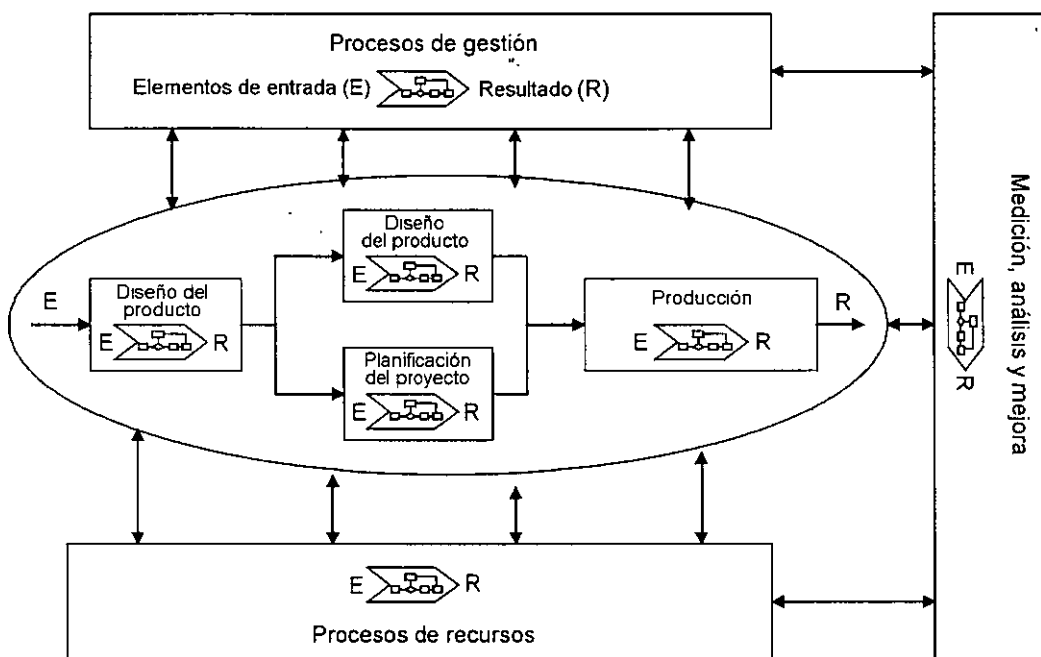 Procesos de gestión
Elementos de entrada (E) Resultado (R)
Diseño
del producto
E R
E
Diseño del
producto
E R
Producción
E R
R
Planificación
del proyecto
E R
E R
Procesos de recursos
Medición, análisis y mejora
E R